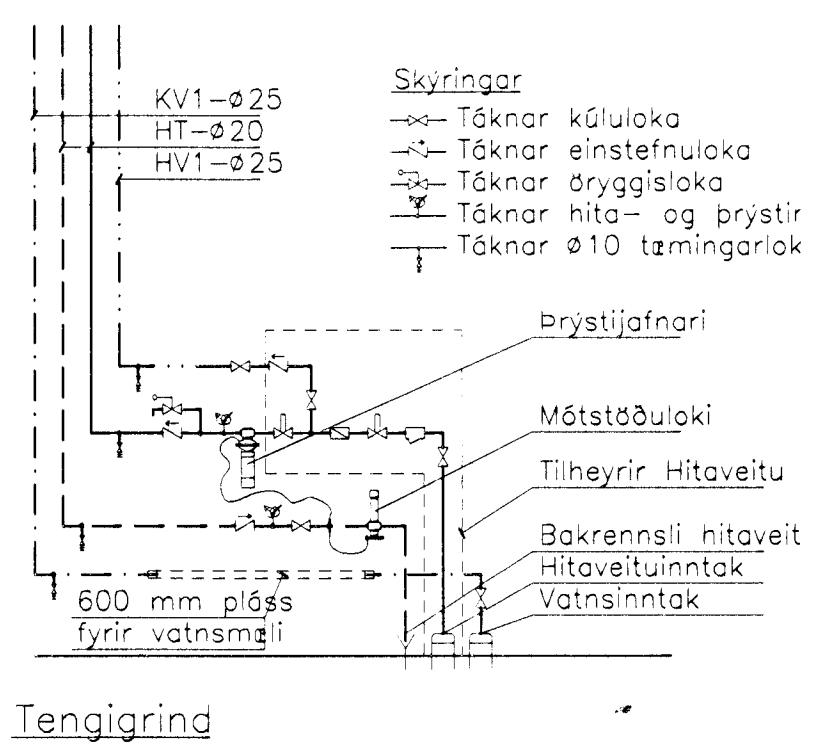 KV1-ø25
HT-ø20
HV1-ø25
Skýringar
Táknar kúluloka
Táknar einstefnuloka
Táknar öryggisloka
Táknar hita- og þrýstir
Táknar ø10 tæmingarlok
Þrýstijafnari
Mótstöðuloki
Tilheyrir Hitaveitu
Bakrennsli hitaveit
Hitaveituinntak
Vatnsinntak
600 mm pláss
fyrir vatnsmæli
Tengigrind